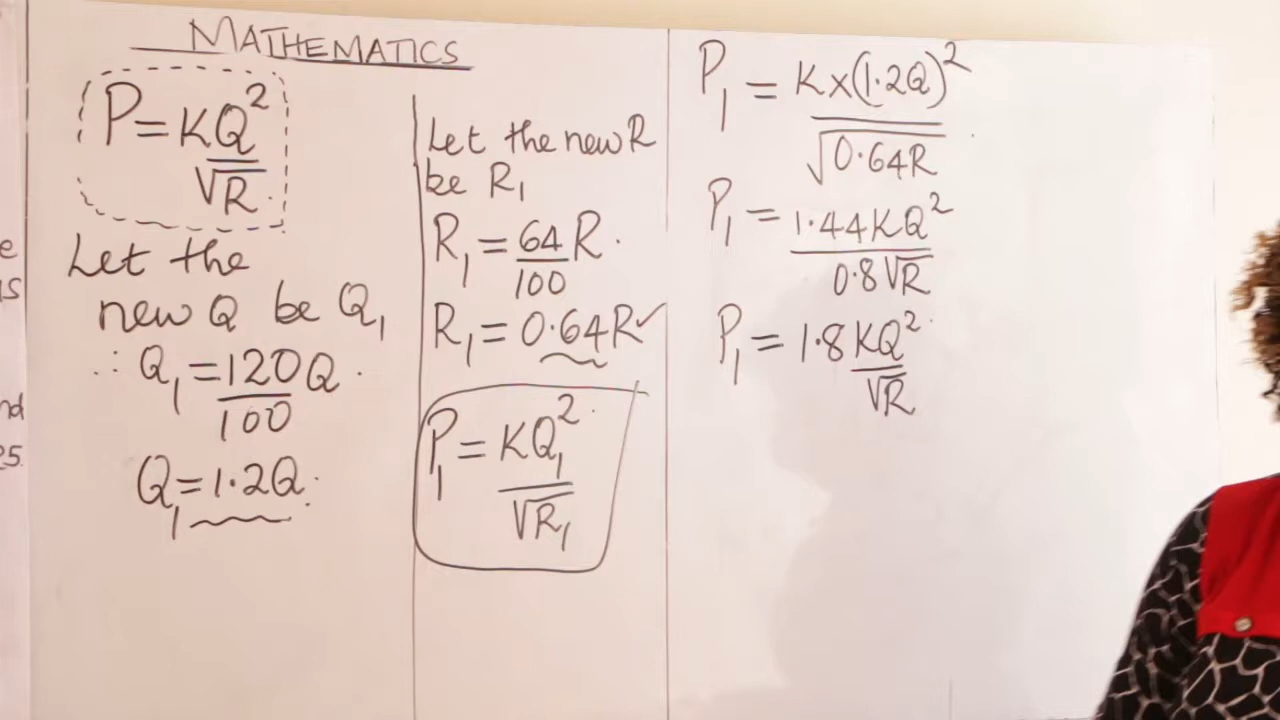 MATHEMATICS
P = KQ²
√R
Let the
new Q be Q₁
∴ Q₁ = 120Q
100
Q₁ = 1.2Q
Let the new R
be R₁
R₁ = 64R
100
R₁ = 0.64R✓
P₁ = KQ₁²
√R₁
P₁ = K×(1.2Q)²
√0.64R
P₁ = 1.44KQ²
0.8√R
P₁ = 1.8KQ²
√R